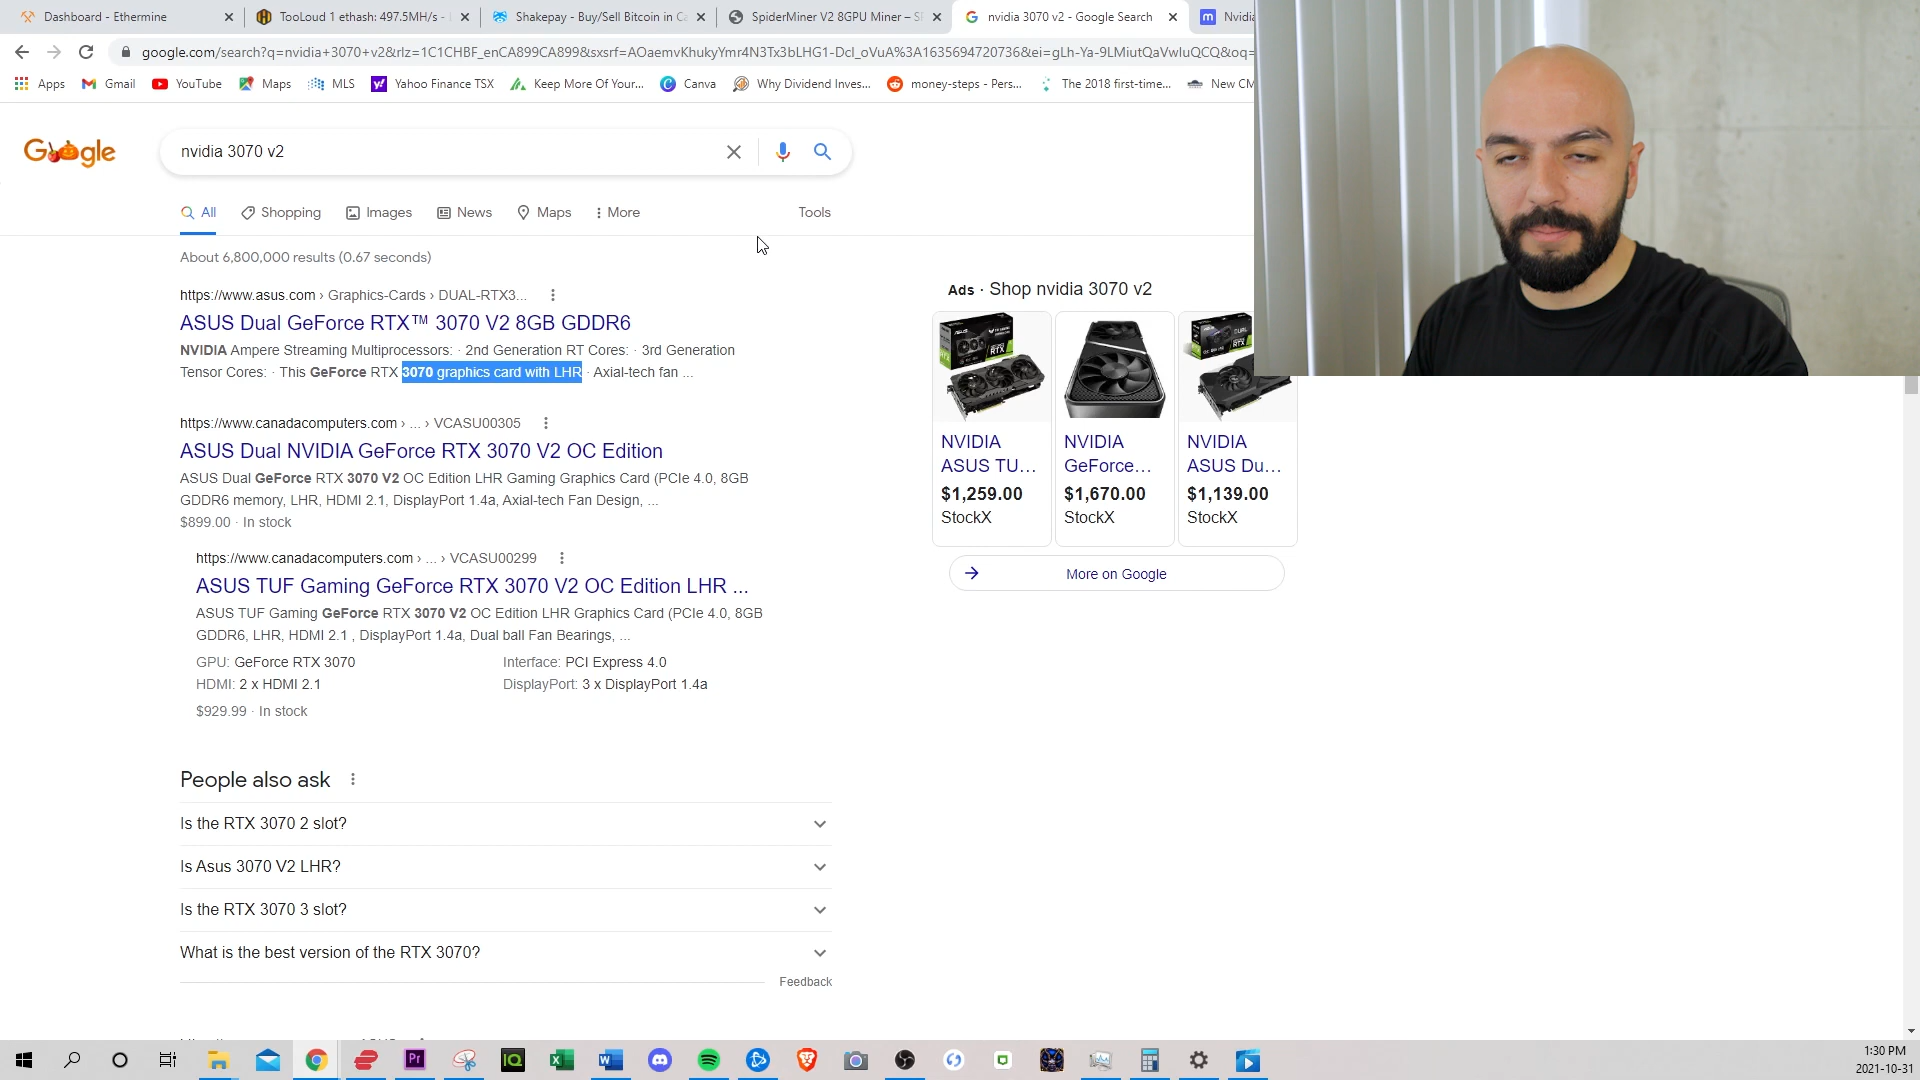 Dashboard - Ethermine
TooLoud 1 ethash: 497.5MH/s -
Shakepay - Buy/Sell Bitcoin in Ca
SpiderMiner V2 8GPU Miner – S
nvidia 3070 v2 - Google Search
Nvidia
google.com/search?q=nvidia+3070+v2&rlz=1C1CHBF_enCA899CA899&sxsrf=AOaemvKhukyYmr4N3Tx3bLHG1-Dcl_oVuA%3A1635694720736&ei=gLh-Ya-9LMiutQaVwIuQCQ&oq=
Apps
Gmail
YouTube
Maps
MLS
Yahoo Finance TSX
Keep More Of Your...
Canva
Why Dividend Inves...
money-steps - Pers...
The 2018 first-time...
New CM
Google
nvidia 3070 v2
All
Shopping
Images
News
Maps
More
Tools
About 6,800,000 results (0.67 seconds)
https://www.asus.com › Graphics-Cards › DUAL-RTX3...
ASUS Dual GeForce RTX™ 3070 V2 8GB GDDR6
NVIDIA Ampere Streaming Multiprocessors: · 2nd Generation RT Cores: · 3rd Generation
Tensor Cores: · This GeForce RTX 3070 graphics card with LHR · Axial-tech fan ...
https://www.canadacomputers.com › ... › VCASU00305
ASUS Dual NVIDIA GeForce RTX 3070 V2 OC Edition
ASUS Dual GeForce RTX 3070 V2 OC Edition LHR Gaming Graphics Card (PCIe 4.0, 8GB
GDDR6 memory, LHR, HDMI 2.1, DisplayPort 1.4a, Axial-tech Fan Design, ...
$899.00 · In stock
https://www.canadacomputers.com › ... › VCASU00299
ASUS TUF Gaming GeForce RTX 3070 V2 OC Edition LHR ...
ASUS TUF Gaming GeForce RTX 3070 V2 OC Edition LHR Graphics Card (PCIe 4.0, 8GB
GDDR6, LHR, HDMI 2.1 , DisplayPort 1.4a, Dual ball Fan Bearings, ...
GPU: GeForce RTX 3070
Interface: PCI Express 4.0
HDMI: 2 x HDMI 2.1
DisplayPort: 3 x DisplayPort 1.4a
$929.99 · In stock
People also ask
Is the RTX 3070 2 slot?
Is Asus 3070 V2 LHR?
Is the RTX 3070 3 slot?
What is the best version of the RTX 3070?
Feedback
Ads · Shop nvidia 3070 v2
NVIDIA
ASUS TU...
$1,259.00
StockX
NVIDIA
GeForce...
$1,670.00
StockX
NVIDIA
ASUS Du...
$1,139.00
StockX
More on Google
1:30 PM
2021-10-31